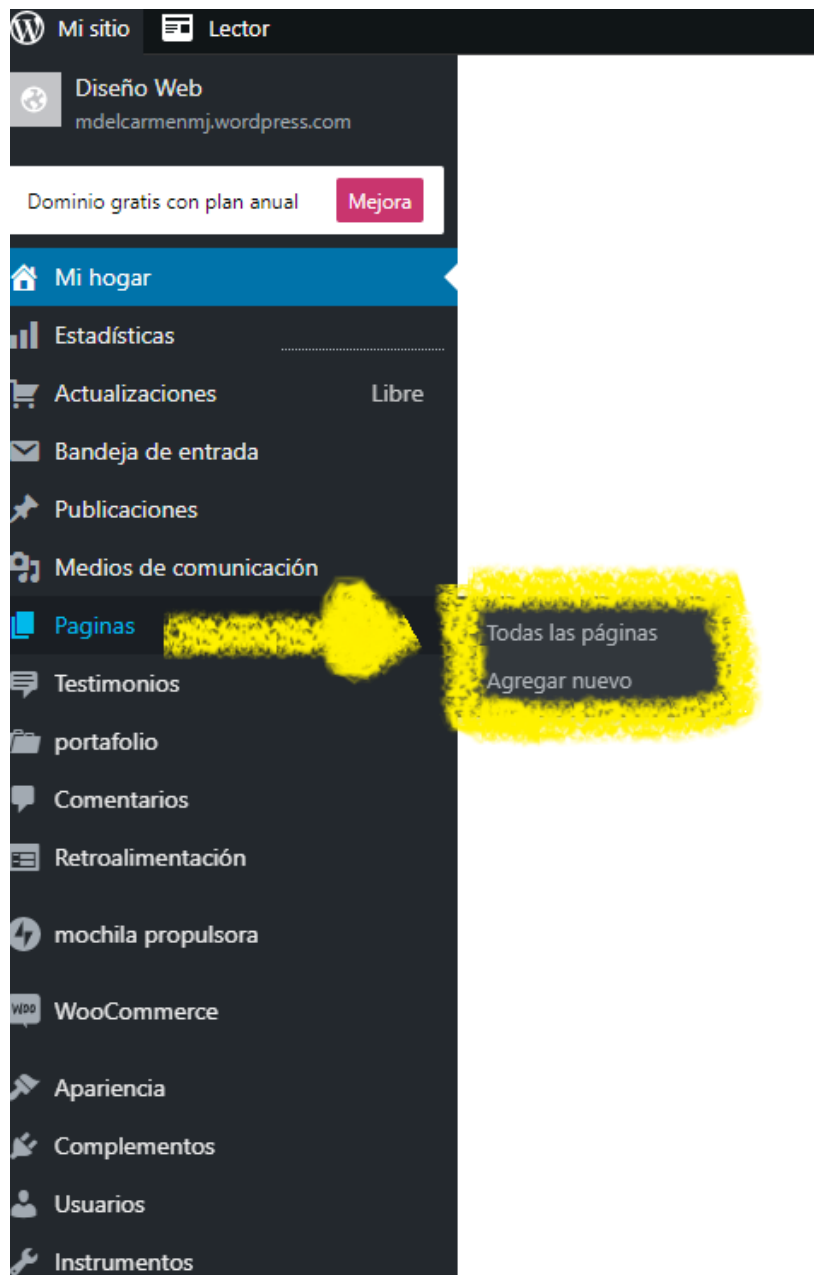 Mi sitio Lector
Diseño Web
mdelcarmenmj.wordpress.com
Dominio gratis con plan anual Mejora
Mi hogar
Estadísticas
Actualizaciones Libre
Bandeja de entrada
Publicaciones
Medios de comunicación
Paginas
Todas las páginas
Testimonios
Agregar nuevo
portafolio
Comentarios
Retroalimentación
mochila propulsora
Woo WooCommerce
Apariencia
Complementos
Usuarios
Instrumentos